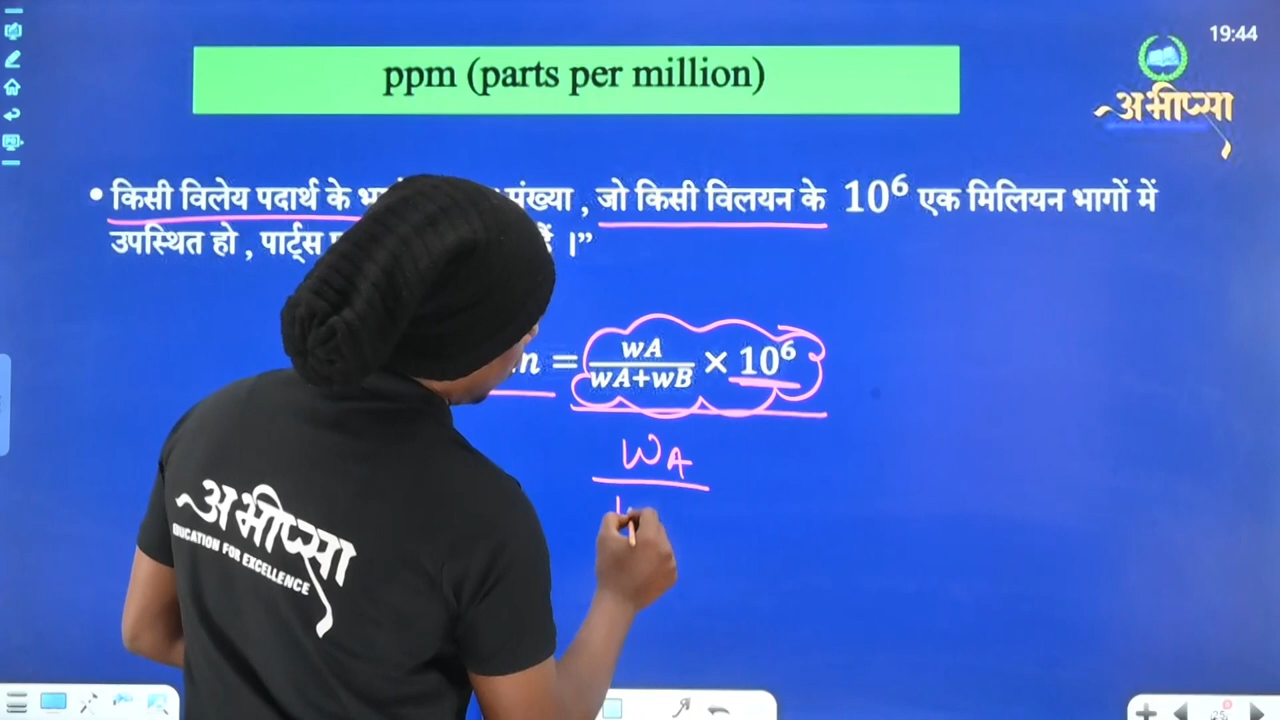 19:44
ppm (parts per million)
अभीप्सा
• किसी विलेय पदार्थ के संख्या , जो किसी विलयन के 10⁶ एक मिलियन भागों में
उपस्थित हो , पार्ट्स हैं ।”
= wA / wA+wB × 10⁶
WA
अभीप्सा
EDUCATION FOR EXCELLENCE